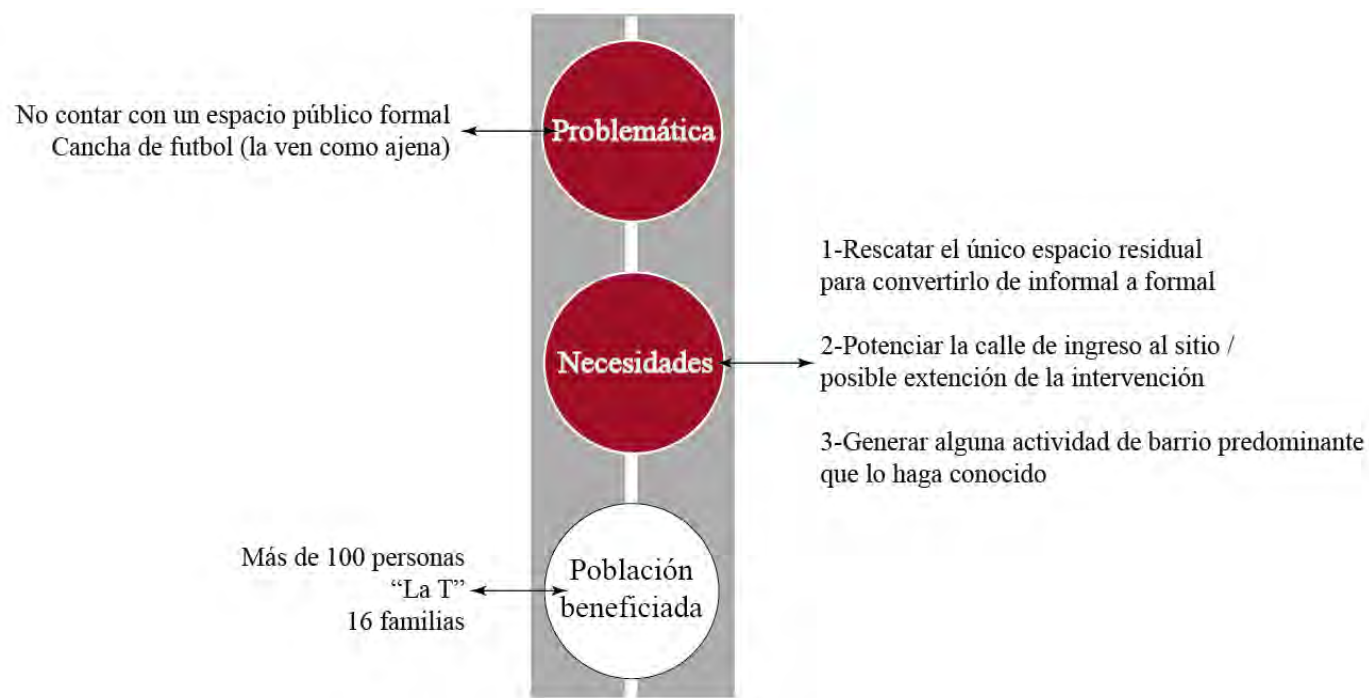 No contar con un espacio público formal
Cancha de futbol (la ven como ajena)
Problemática
Necesidades
1-Rescatar el único espacio residual
para convertirlo de informal a formal
2-Potenciar la calle de ingreso al sitio /
posible extención de la intervención
3-Generar alguna actividad de barrio predominante
que lo haga conocido
Más de 100 personas
“La T”
16 familias
Población
beneficiada